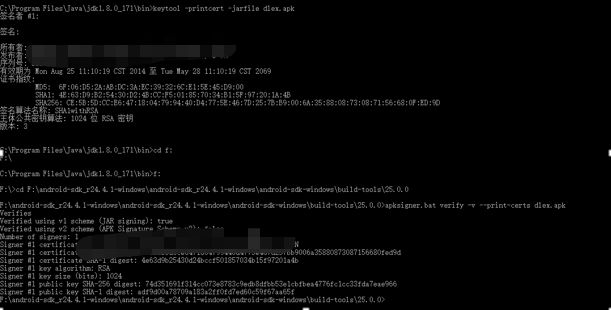 C:\Program Files\Java\jdk1.8.0_171\bin>keytool -printcert -jarfile dlex.apk
签名者 #1:
签名:
所有者:
发布者:
序列号:
有效期为 Mon Aug 25 11:10:19 CST 2014 至 Tue May 28 11:10:19 CST 2069
证书指纹:
MD5: 6F:06:D5:2A:AB:DC:3A:EC:39:32:6C:E1:5E:45:D9:00
SHA1: 4E:63:D9:B2:54:30:D2:4B:CC:F5:01:85:70:34:B1:5F:97:20:1A:4B
SHA256: CE:5B:5D:CC:E6:47:18:04:79:94:40:D4:77:5E:46:7D:25:7B:B9:00:6A:35:88:08:73:08:71:56:68:0F:ED:9D
签名算法名称: SHA1withRSA
主体公共密钥算法: 1024 位 RSA 密钥
版本: 3
C:\Program Files\Java\jdk1.8.0_171\bin>cd f:
F:\
C:\Program Files\Java\jdk1.8.0_171\bin>f:
F:\>cd F:\android-sdk_r24.4.1-windows\android-sdk_r24.4.1-windows\android-sdk-windows\build-tools\25.0.0
F:\android-sdk_r24.4.1-windows\android-sdk_r24.4.1-windows\android-sdk-windows\build-tools\25.0.0>apksigner.bat verify -v --print-certs dlex.apk
Verifies
Verified using v1 scheme (JAR signing): true
Verified using v2 scheme (APK Signature Scheme v2): false
Number of signers: 1
Signer #1 certificate
Signer #1 certificate
Signer #1 certificate SHA-1 digest: 4e63d9b25430d24bccf501857034b15f97201a4b
Signer #1 key algorithm: RSA
Signer #1 key size (bits): 1024
Signer #1 public key SHA-256 digest: 74d351691f314cc073e8783c9edb8dfbb53e1cbfbea4776fc1cc33fda7eae966
Signer #1 public key SHA-1 digest: adf9d00a78709a183a2ff0fd7ed60c59f67aa65f
F:\android-sdk_r24.4.1-windows\android-sdk_r24.4.1-windows\android-sdk-windows\build-tools\25.0.0>